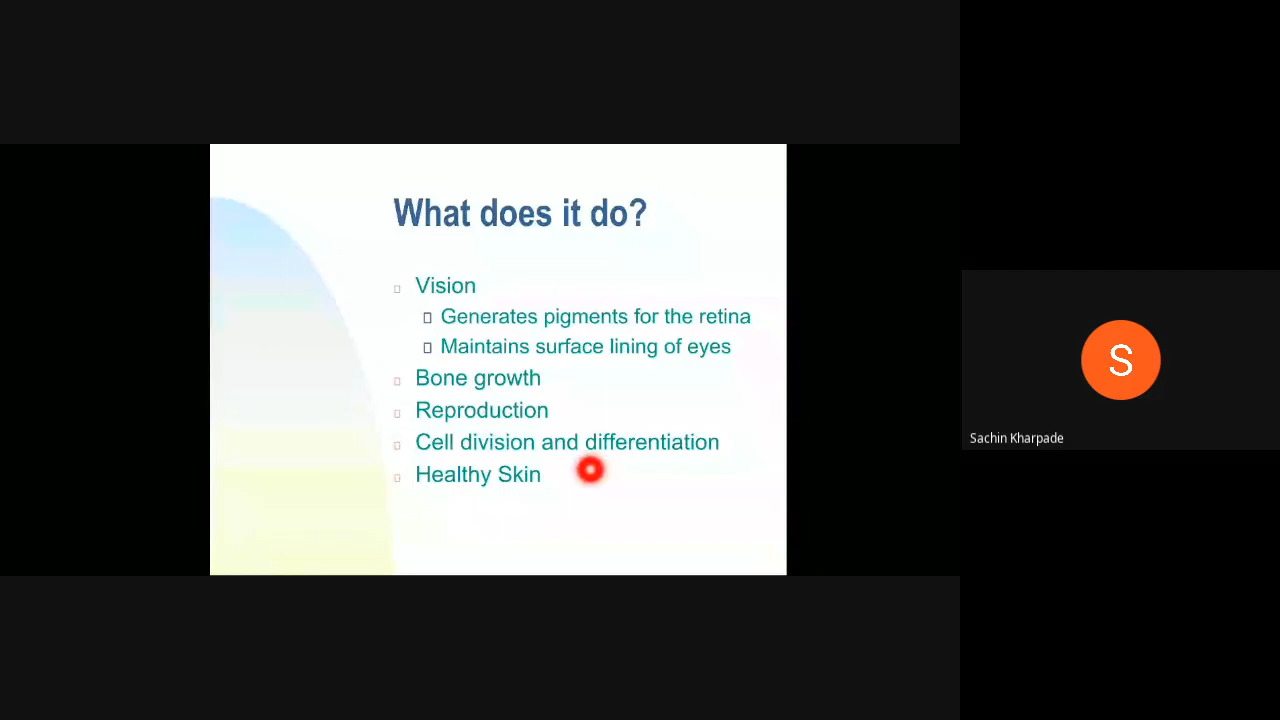 What does it do?
Vision
Generates pigments for the retina
Maintains surface lining of eyes
Bone growth
Reproduction
Cell division and differentiation
Healthy Skin
S
Sachin Kharpade